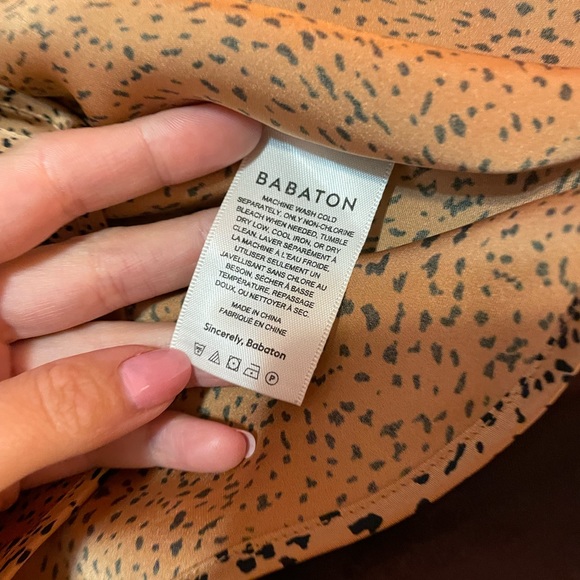 BABATON
MACHINE WASH COLD
SEPARATELY. ONLY NON-CHLORINE
BLEACH WHEN NEEDED, TUMBLE
DRY LOW, COOL IRON, OR DRY
CLEAN. LAVER SÉPARÉMENT À
LA MACHINE À L'EAU FROIDE,
UTILISER SEULEMENT UN
JAVELLISANT SANS CHLORE AU
BESOIN. SÉCHER À BASSE
TEMPÉRATURE, REPASSAGE
DOUX, OU NETTOYER À SEC.
MADE IN CHINA
FABRIQUÉ EN CHINE
Sincerely, Babaton
P